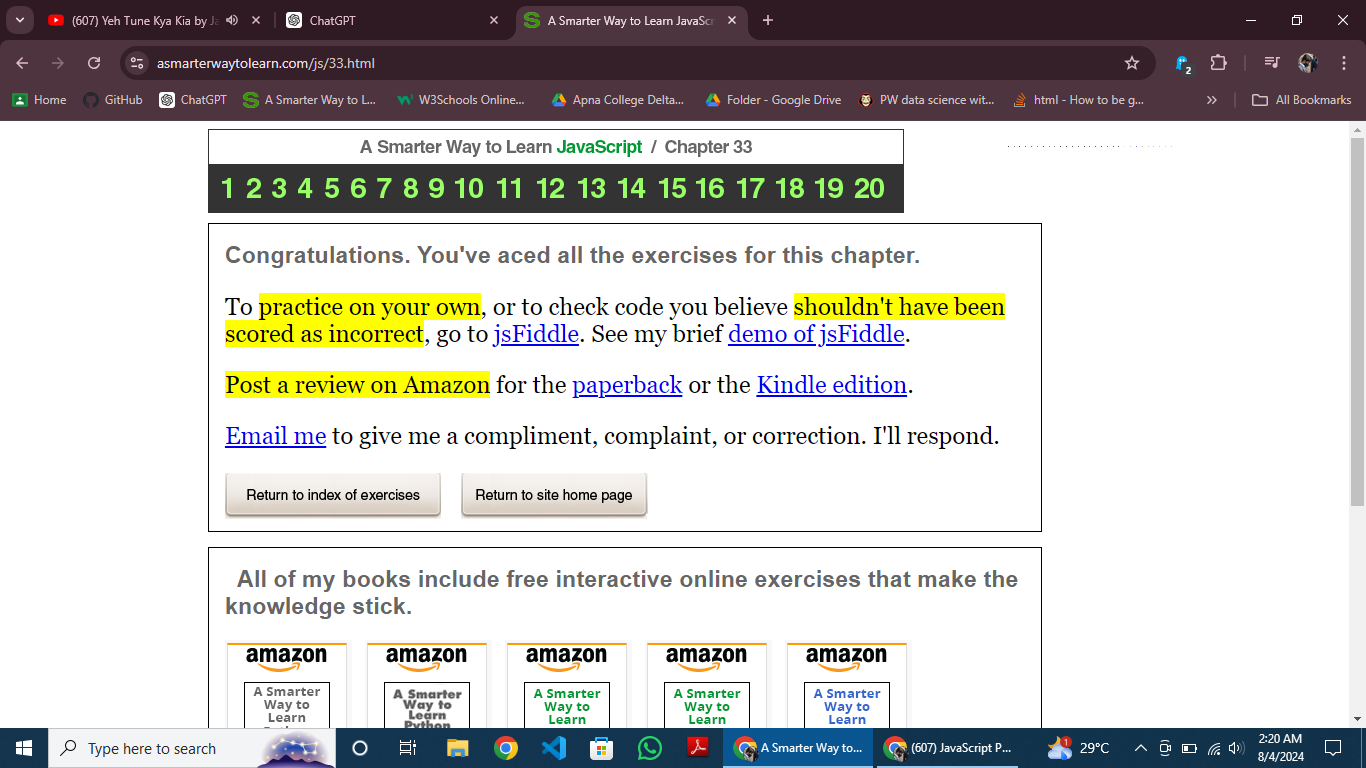 (607) Yeh Tune Kya Kia by Ja
ChatGPT
A Smarter Way to Learn JavaScr
asmarterwaytolearn.com/js/33.html
2
Home
GitHub
ChatGPT
A Smarter Way to L...
W3Schools Online...
Apna College Delta...
Folder - Google Drive
PW data science wit...
html - How to be g...
»
All Bookmarks
A Smarter Way to Learn JavaScript / Chapter 33
1 2 3 4 5 6 7 8 9 10 11 12 13 14 15 16 17 18 19 20
Congratulations. You've aced all the exercises for this chapter.
To practice on your own, or to check code you believe shouldn't have been
scored as incorrect, go to jsFiddle. See my brief demo of jsFiddle.
Post a review on Amazon for the paperback or the Kindle edition.
Email me to give me a compliment, complaint, or correction. I'll respond.
Return to index of exercises
Return to site home page
All of my books include free interactive online exercises that make the
knowledge stick.
amazon
amazon
amazon
amazon
amazon
A Smarter
Way to
Learn
A Smarter
Way to
Learn
Python
A Smarter
Way to
Learn
A Smarter
Way to
Learn
A Smarter
Way to
Learn
Type here to search
A Smarter Way to...
(607) JavaScript P...
1
29°C
2:20 AM
8/4/2024